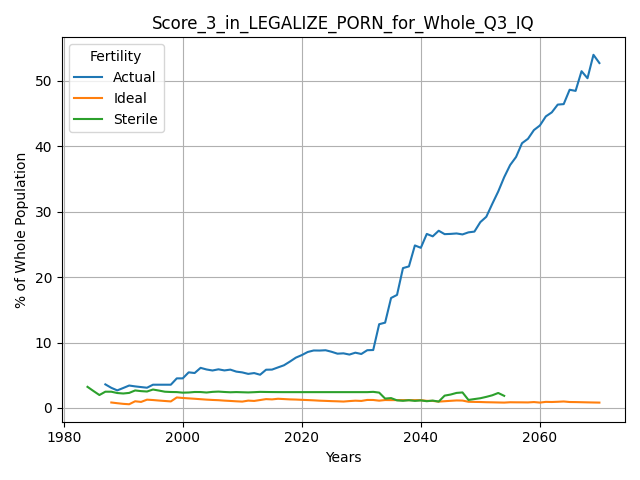 Score_3_in_LEGALIZE_PORN_for_Whole_Q3_IQ
Fertility
Actual
Ideal
Sterile
% of Whole Population
50
40
30
20
10
0
1980
2000
2020
2040
2060
Years